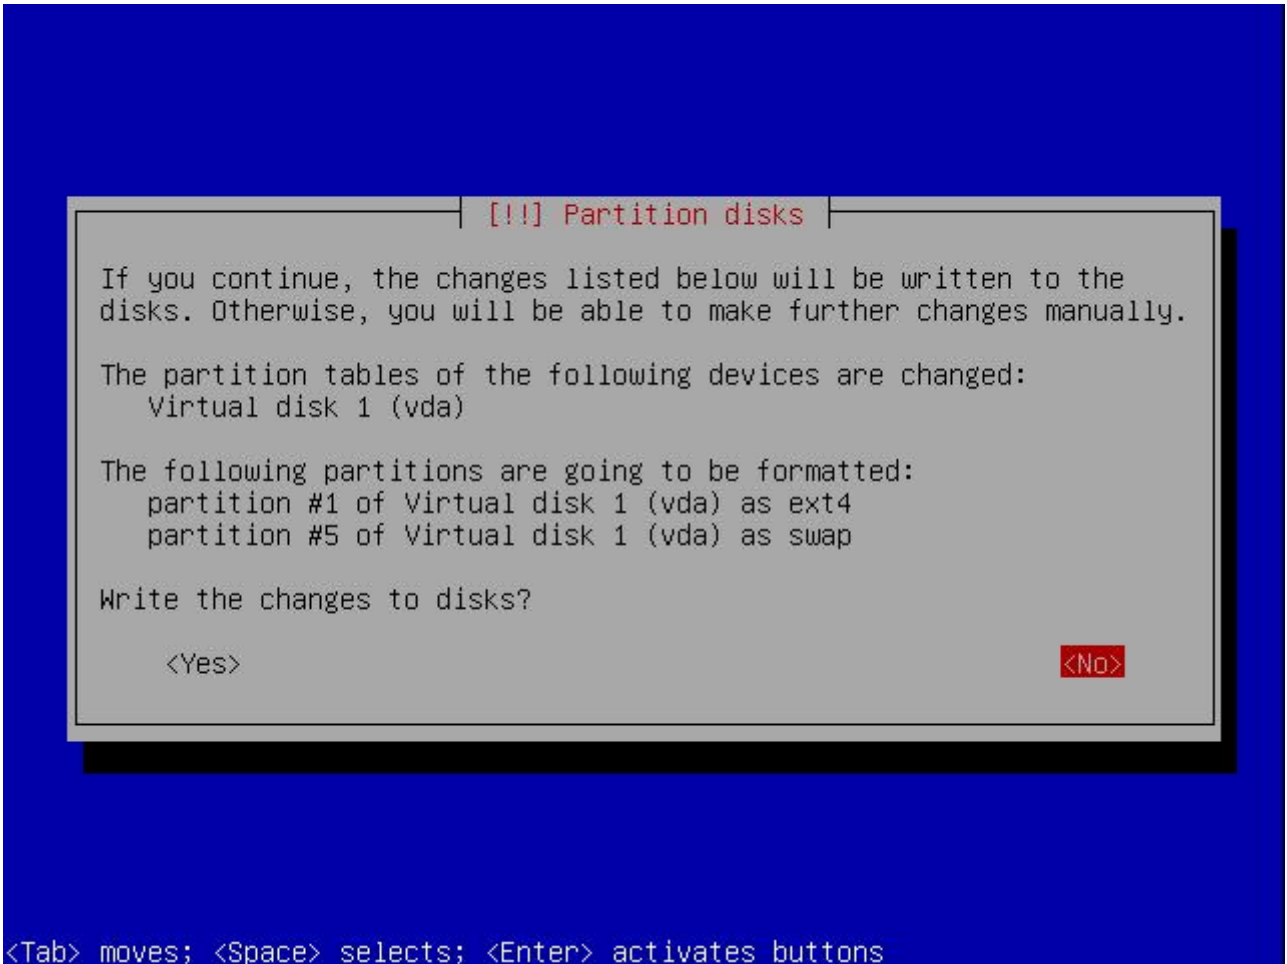 [!!] Partition disks
If you continue, the changes listed below will be written to the
disks. Otherwise, you will be able to make further changes manually.
The partition tables of the following devices are changed:
Virtual disk 1 (vda)
The following partitions are going to be formatted:
partition #1 of Virtual disk 1 (vda) as ext4
partition #5 of Virtual disk 1 (vda) as swap
Write the changes to disks?
<Yes> <No>
<Tab> moves; <Space> selects; <Enter> activates buttons